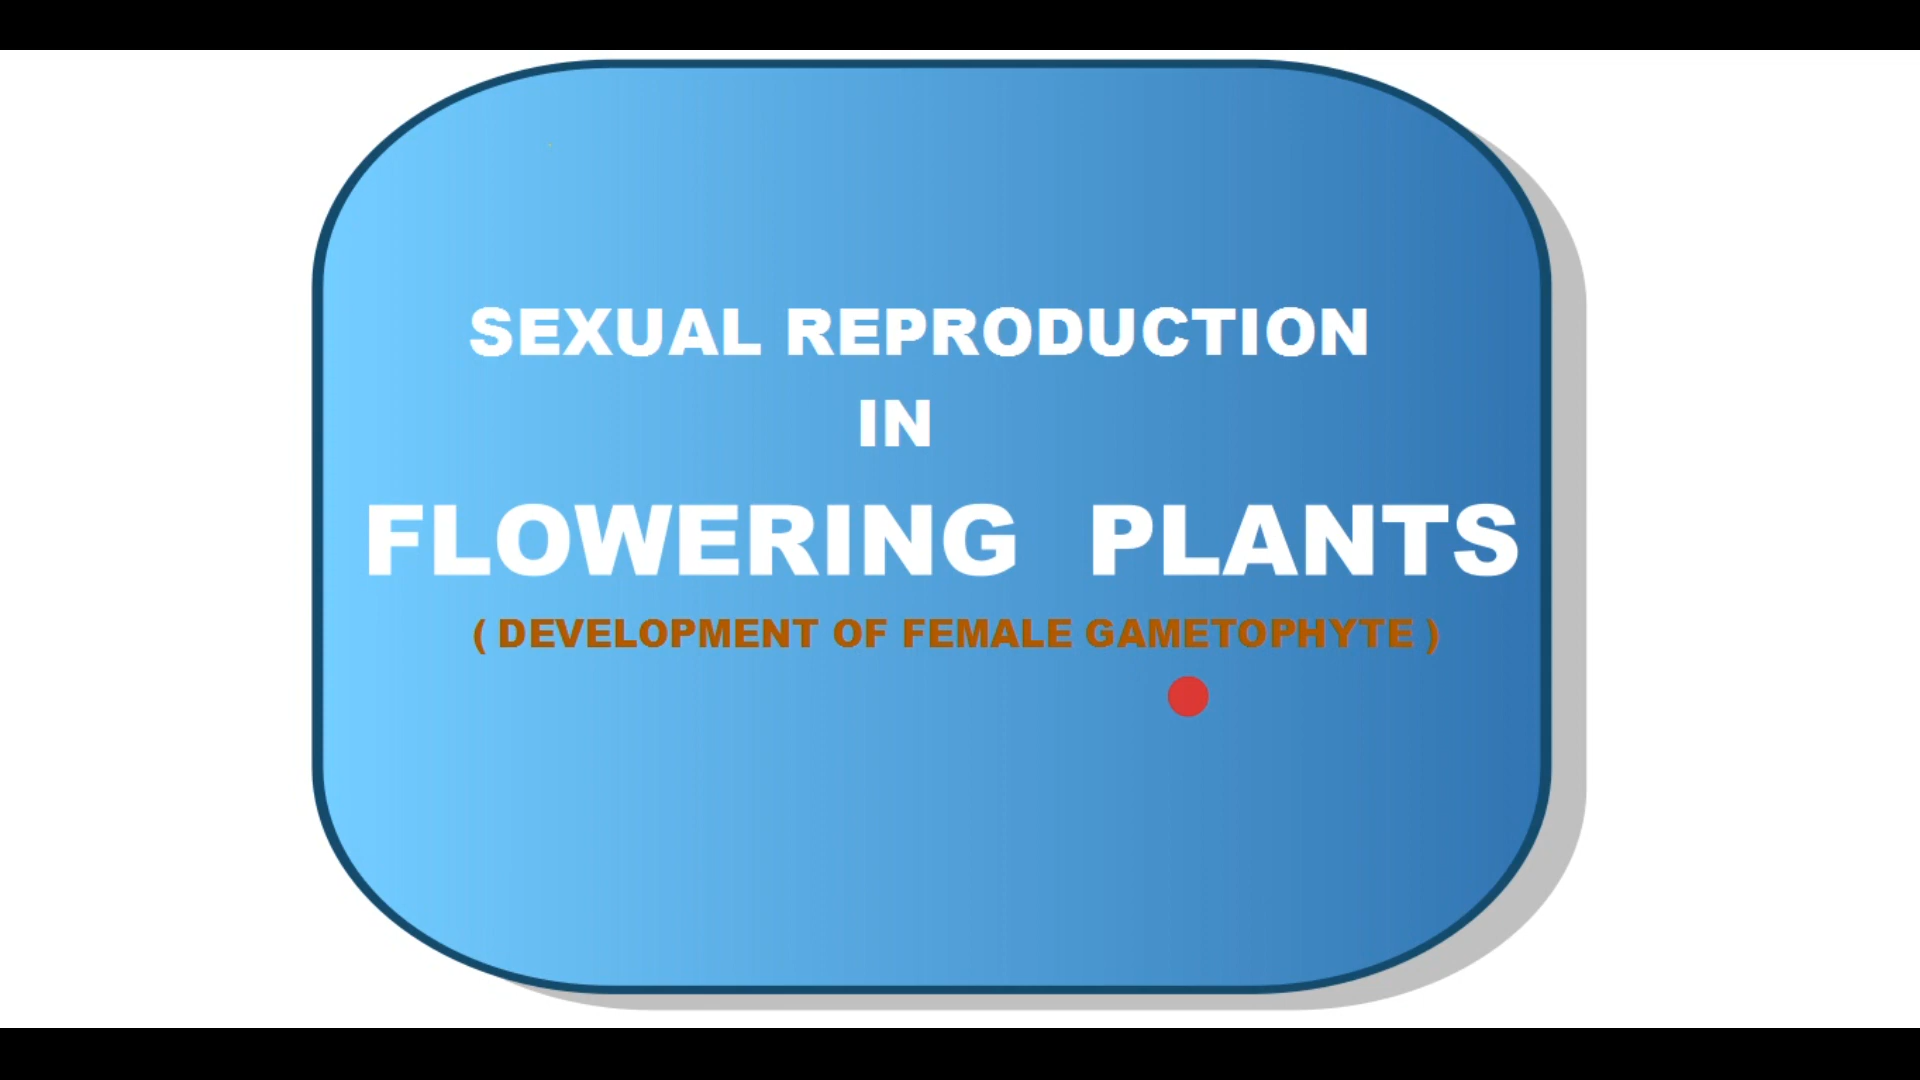 SEXUAL REPRODUCTION
IN
FLOWERING PLANTS
( DEVELOPMENT OF FEMALE GAMETOPHYTE )